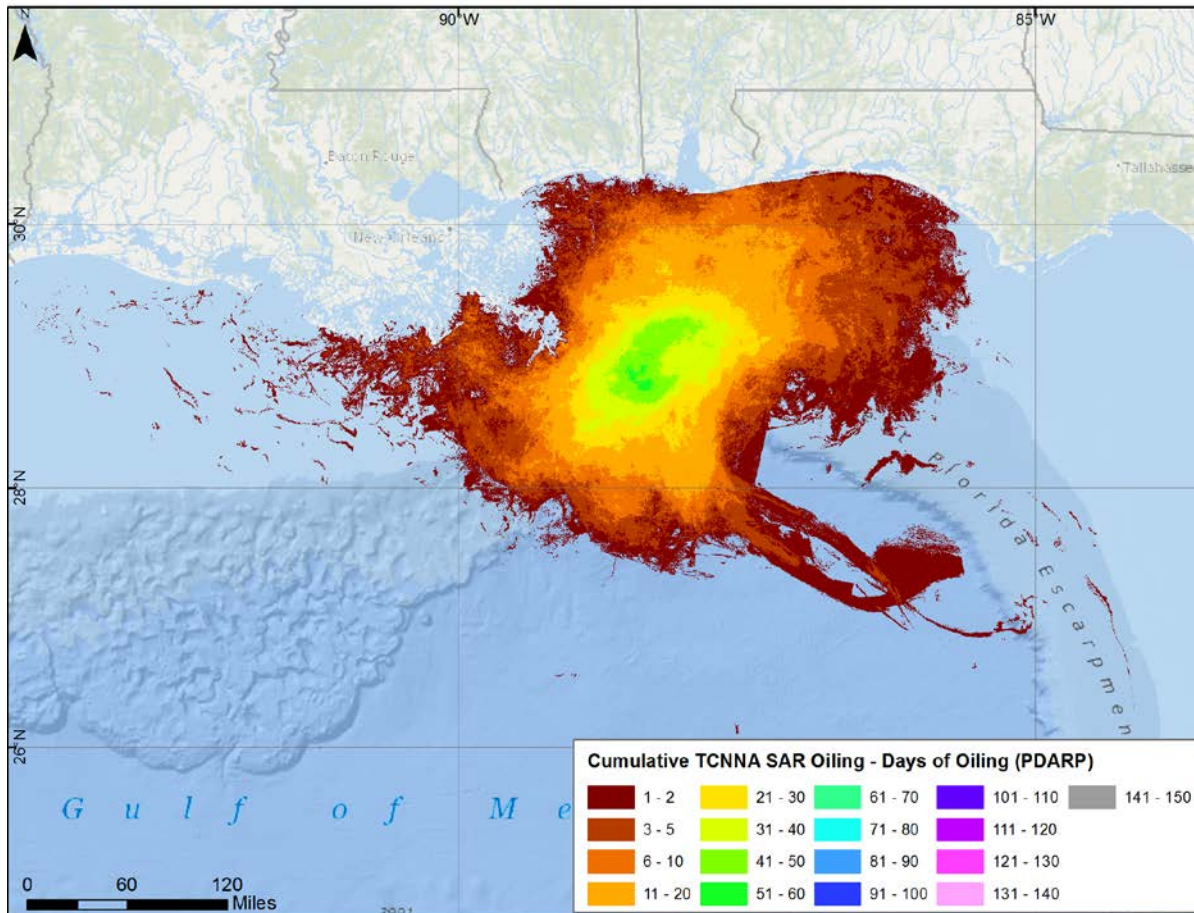 90°W
85°W
N
Baton Rouge
Tallahasse
30°N
New Orleans
28°N
Florida Escarpmen
26°N
Gulf of Me
Cumulative TCNNA SAR Oiling - Days of Oiling (PDARP)
1 - 2
21 - 30
61 - 70
101 - 110
141 - 150
3 - 5
31 - 40
71 - 80
111 - 120
6 - 10
41 - 50
81 - 90
121 - 130
11 - 20
51 - 60
91 - 100
131 - 140
0
60
120
Miles